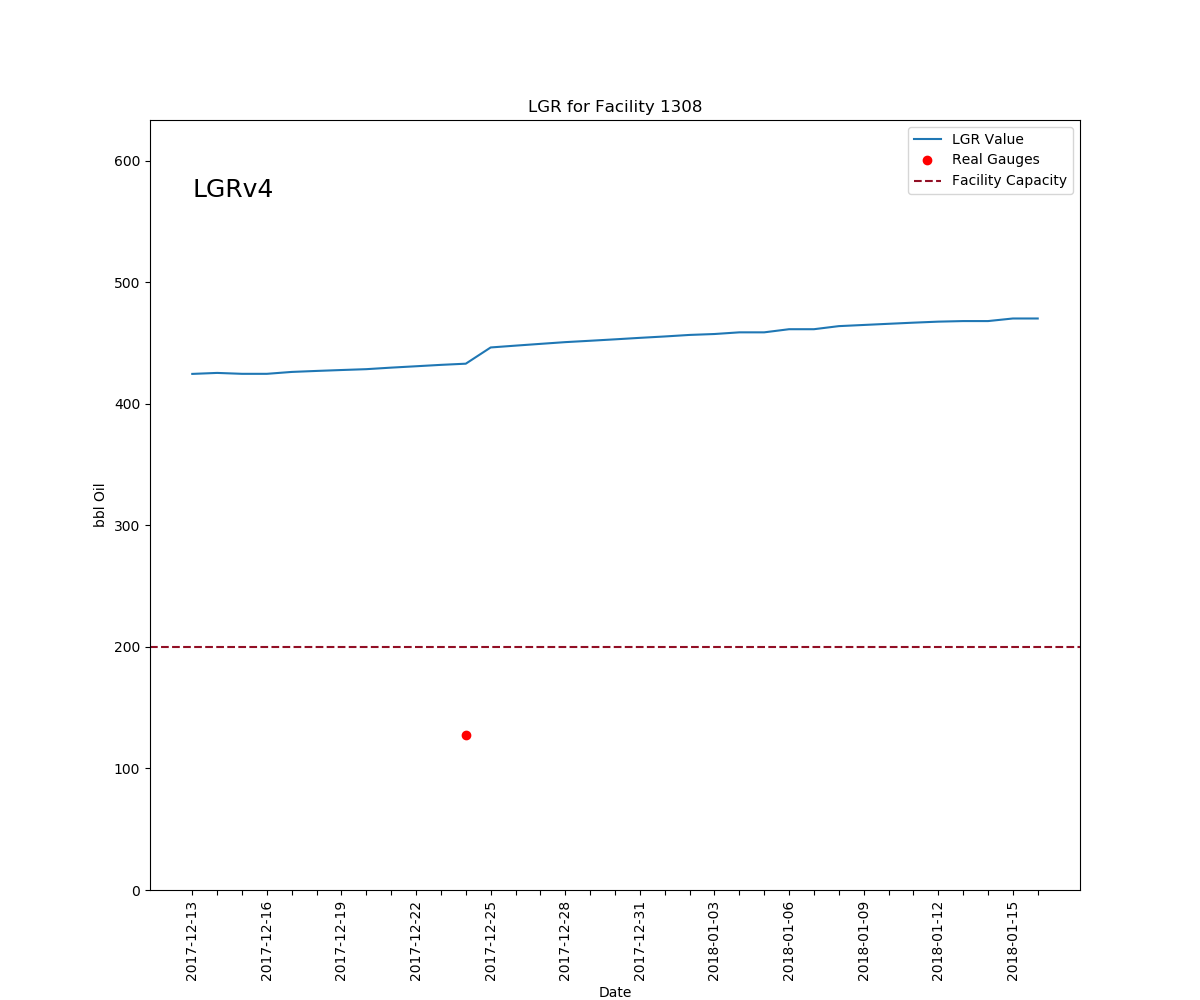 LGR for Facility 1308
LGR Value
Real Gauges
Facility Capacity
LGRv4
600
500
400
300
200
100
0
bbl Oil
2017-12-13
2017-12-16
2017-12-19
2017-12-22
2017-12-25
2017-12-28
2017-12-31
2018-01-03
2018-01-06
2018-01-09
2018-01-12
2018-01-15
Date